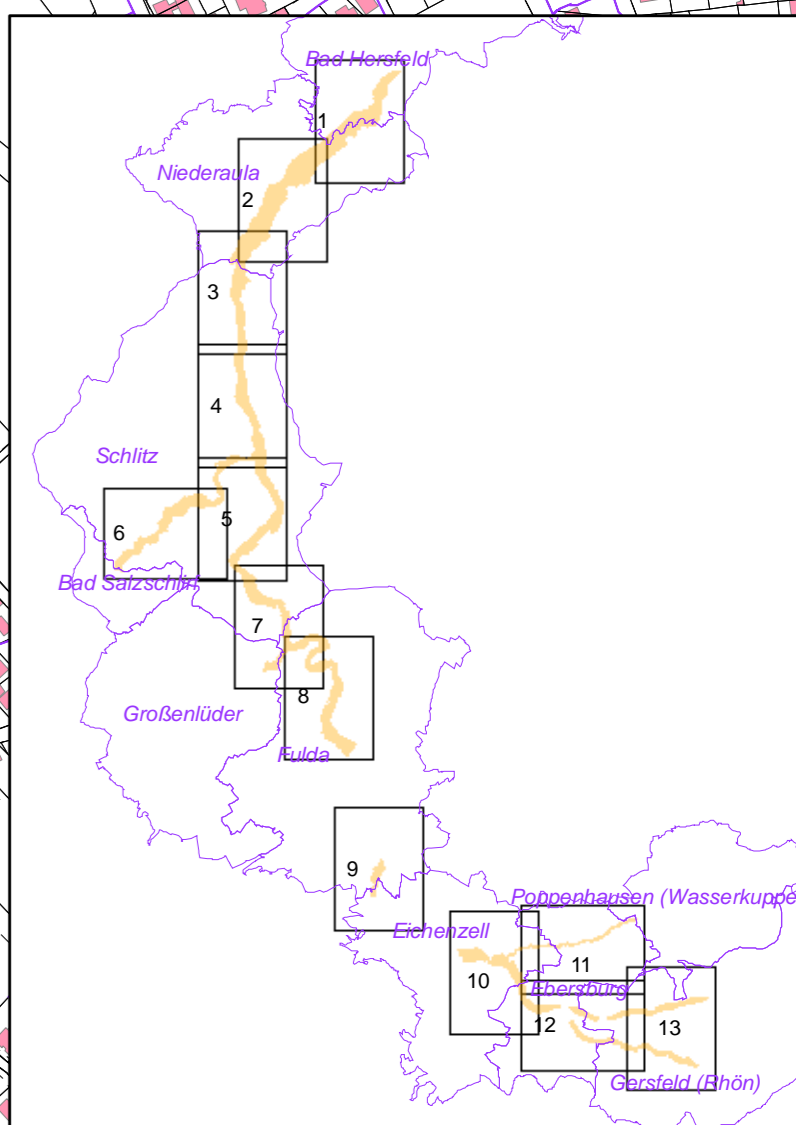 Bad Hersfeld
1
Niederaula
2
3
4
Schlitz
5
6
Bad Salzschlirf
7
8
Großenlüder
Fulda
9
Poppenhausen (Wasserkuppe
Eichenzell
11
10
Ebersburg
12
13
Gersfeld (Rhön)